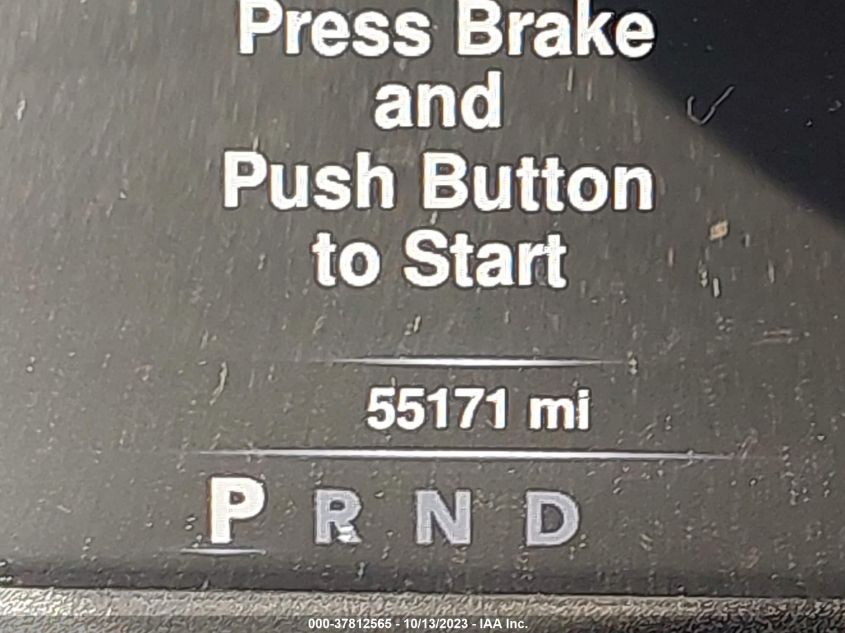 Press Brake
and
Push Button
to Start
55171 mi
P R N D
000-37812565 - 10/13/2023 - IAA Inc.